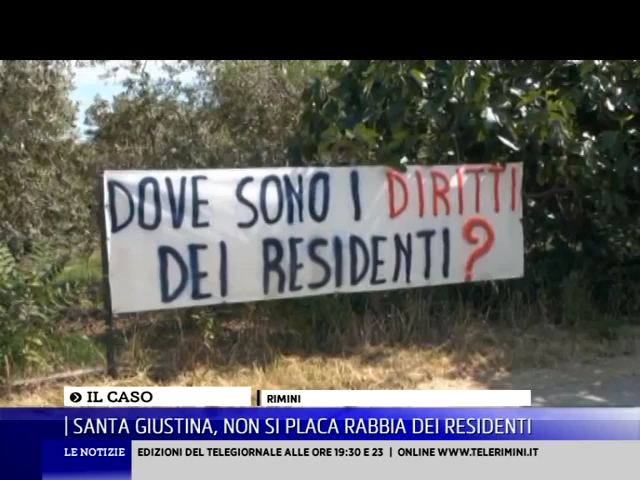 DOVE SONO I DIRITTI
DEI RESIDENTI?
IL CASO
RIMINI
SANTA GIUSTINA, NON SI PLACA RABBIA DEI RESIDENTI
LE NOTIZIE
EDIZIONI DEL TELEGIORNALE ALLE ORE 19:30 E 23 | ONLINE WWW.TELERIMINI.IT